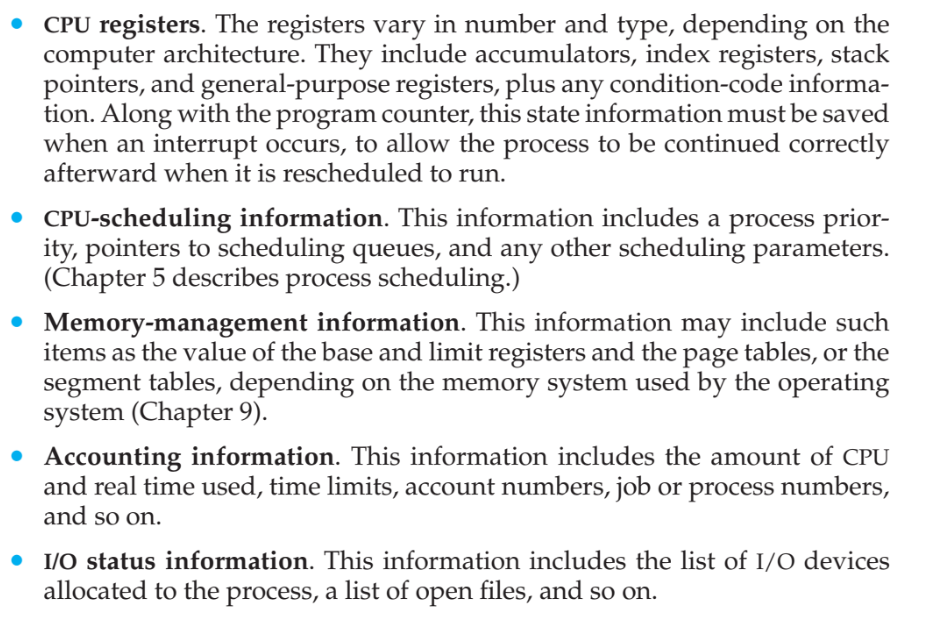 • CPU registers. The registers vary in number and type, depending on the
computer architecture. They include accumulators, index registers, stack
pointers, and general-purpose registers, plus any condition-code informa-
tion. Along with the program counter, this state information must be saved
when an interrupt occurs, to allow the process to be continued correctly
afterward when it is rescheduled to run.
• CPU-scheduling information. This information includes a process prior-
ity, pointers to scheduling queues, and any other scheduling parameters.
(Chapter 5 describes process scheduling.)
• Memory-management information. This information may include such
items as the value of the base and limit registers and the page tables, or the
segment tables, depending on the memory system used by the operating
system (Chapter 9).
• Accounting information. This information includes the amount of CPU
and real time used, time limits, account numbers, job or process numbers,
and so on.
• I/O status information. This information includes the list of I/O devices
allocated to the process, a list of open files, and so on.